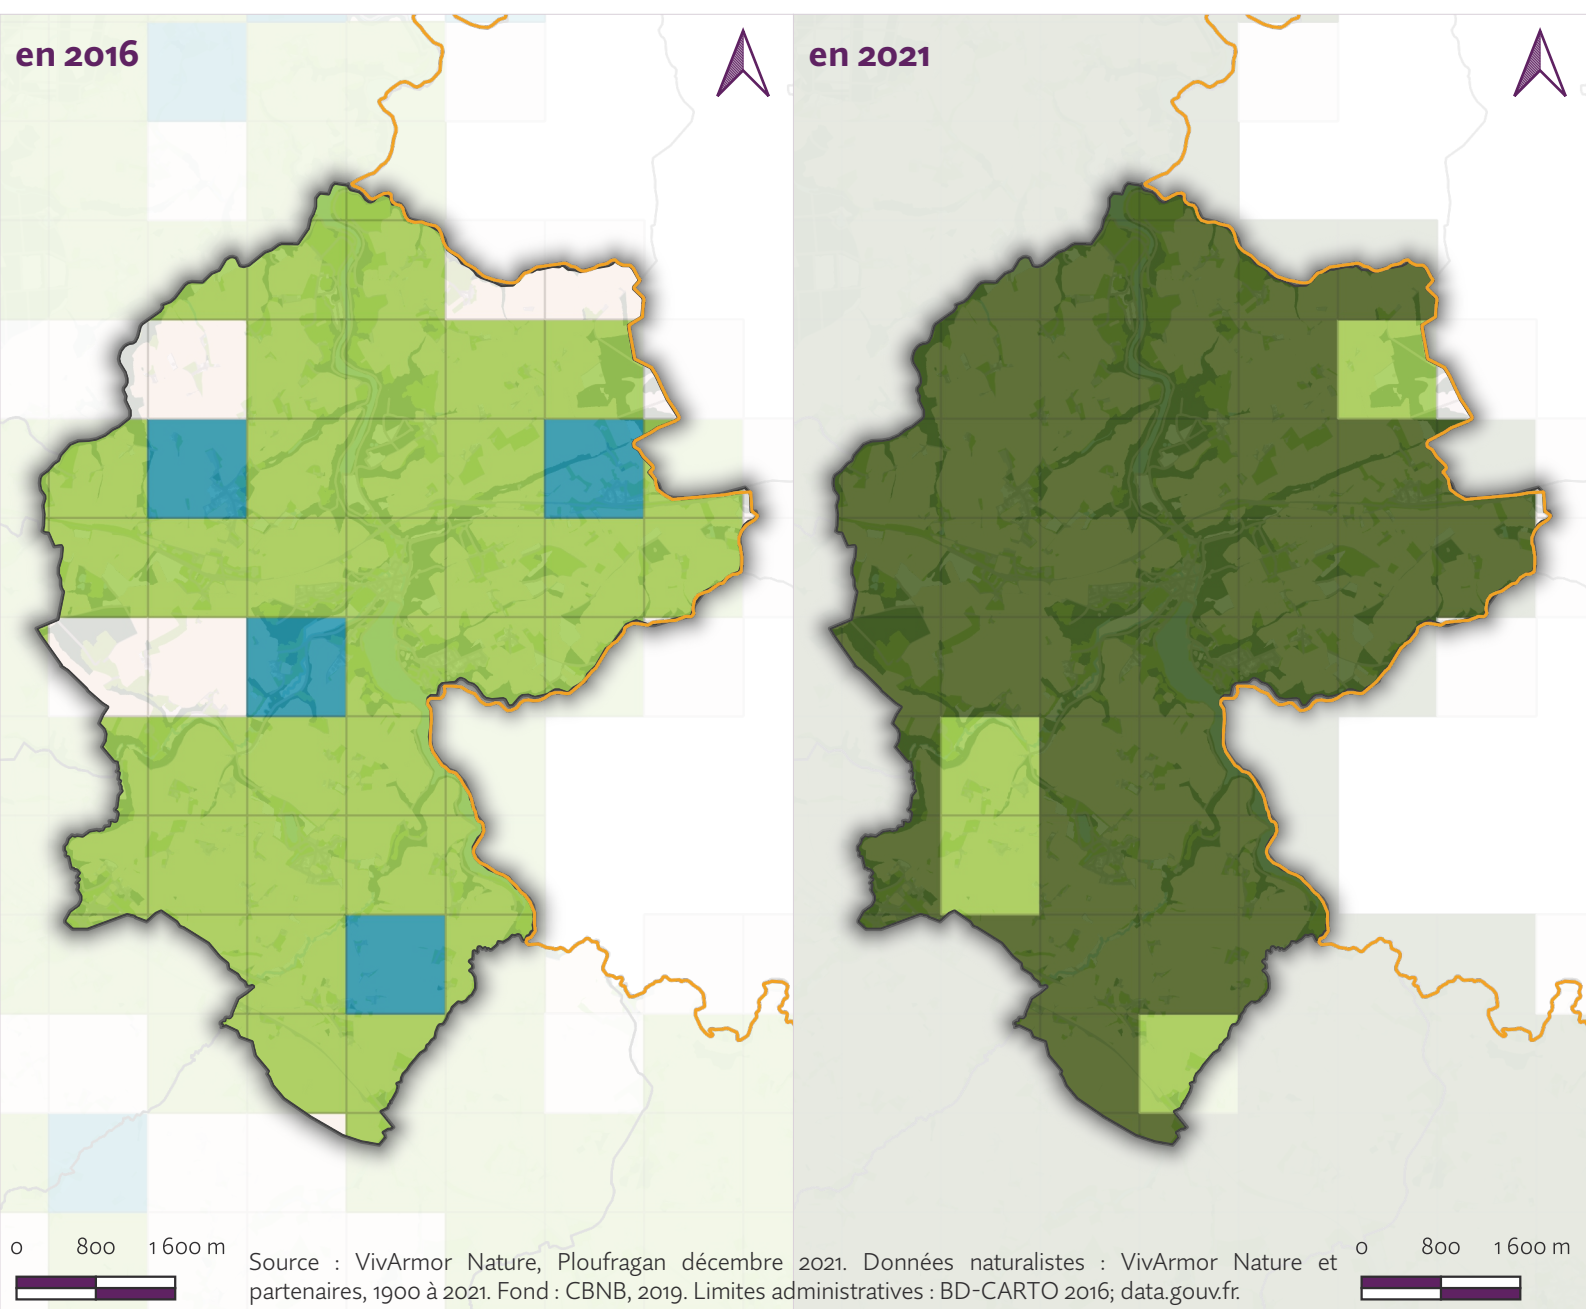 en 2016
en 2021
0 800 1 600 m
Source : VivArmor Nature, Ploufragan décembre 2021. Données naturalistes : VivArmor Nature et
partenaires, 1900 à 2021. Fond : CBNB, 2019. Limites administratives : BD-CARTO 2016; data.gouv.fr.
0 800 1 600 m